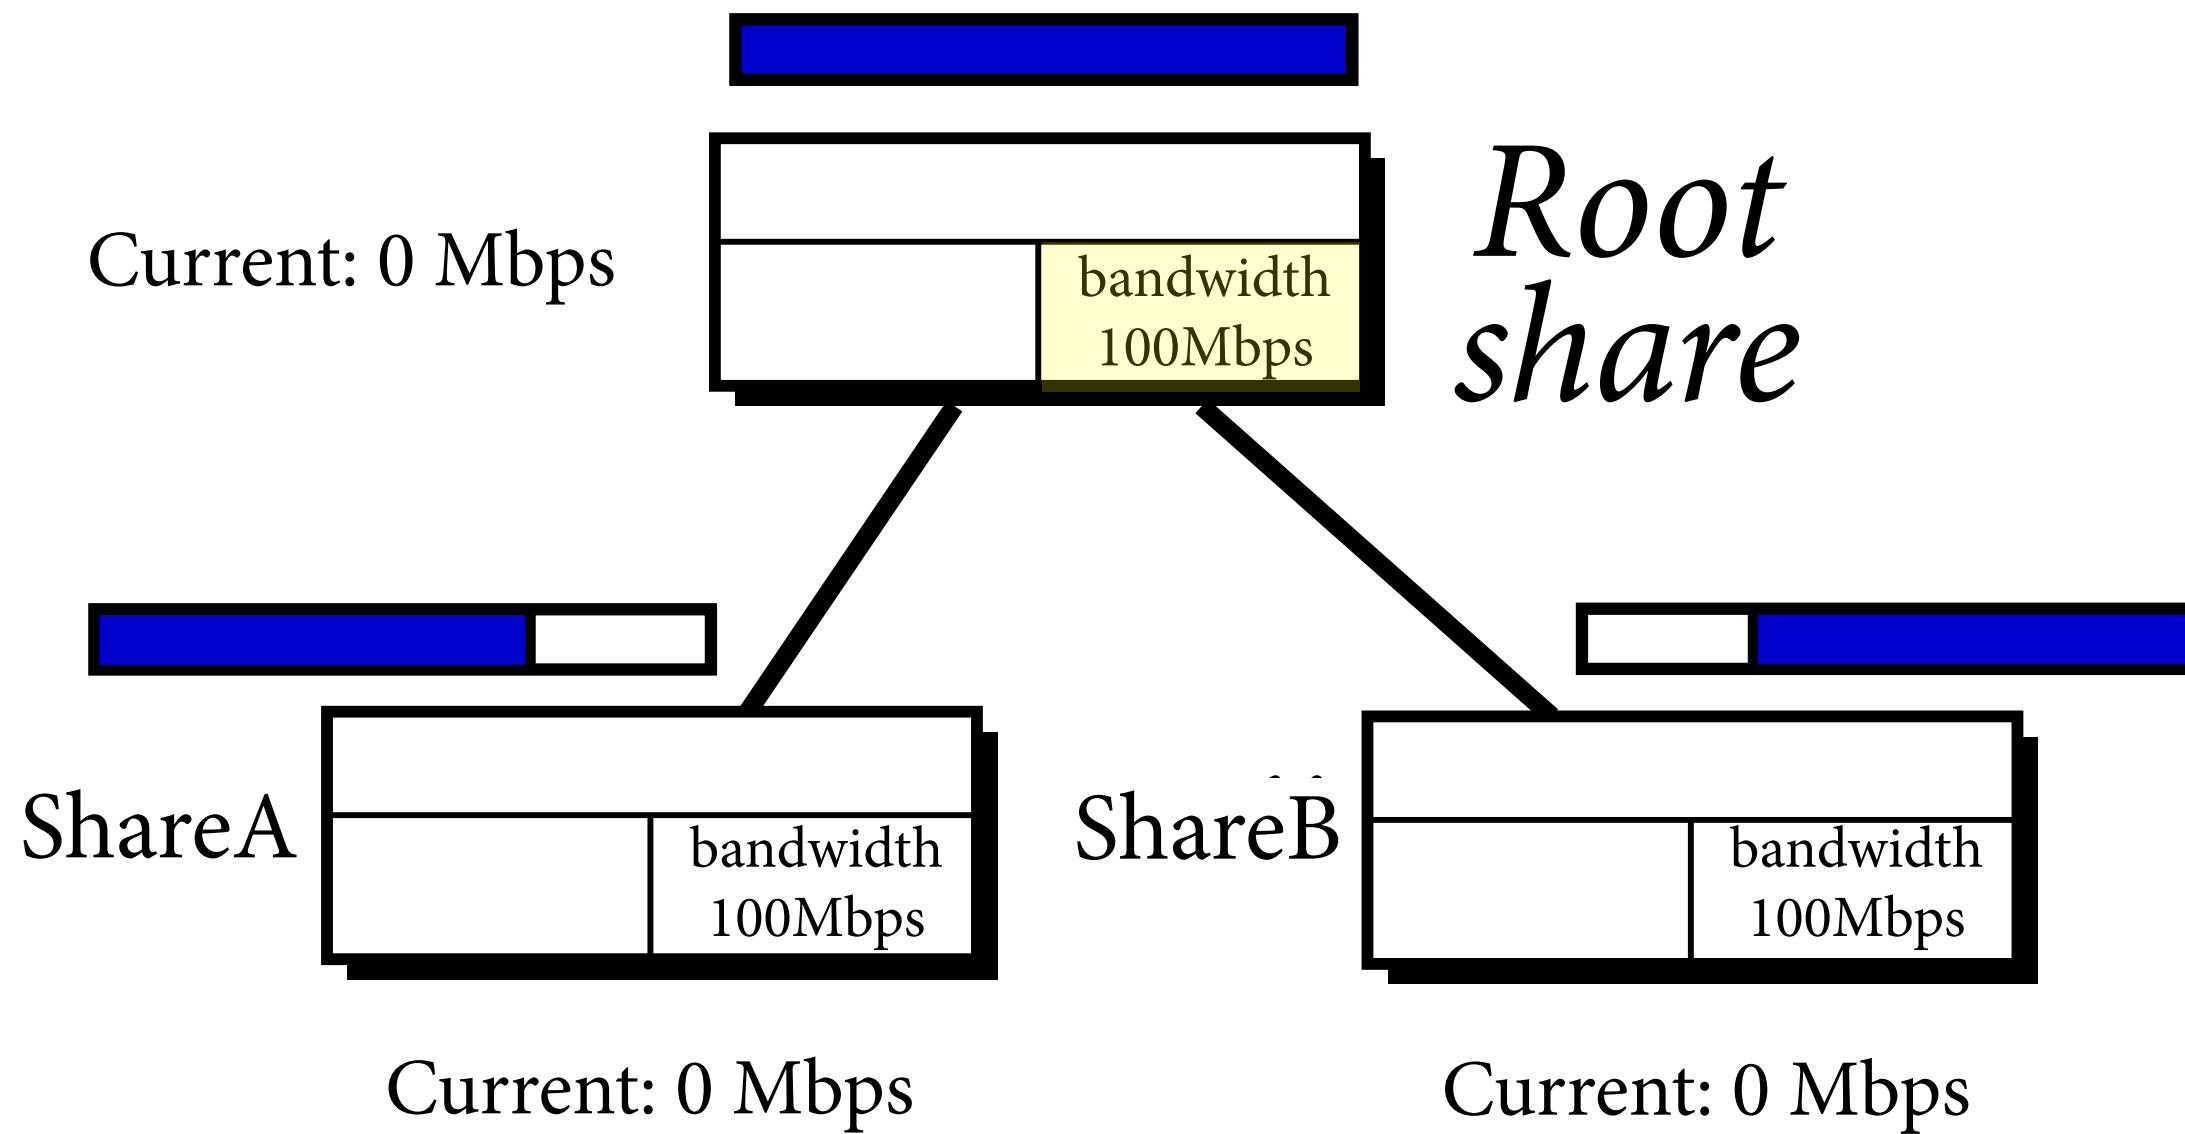 Current: 0 Mbps
bandwidth
100Mbps
Root
share
ShareA
bandwidth
100Mbps
ShareB
bandwidth
100Mbps
Current: 0 Mbps
Current: 0 Mbps